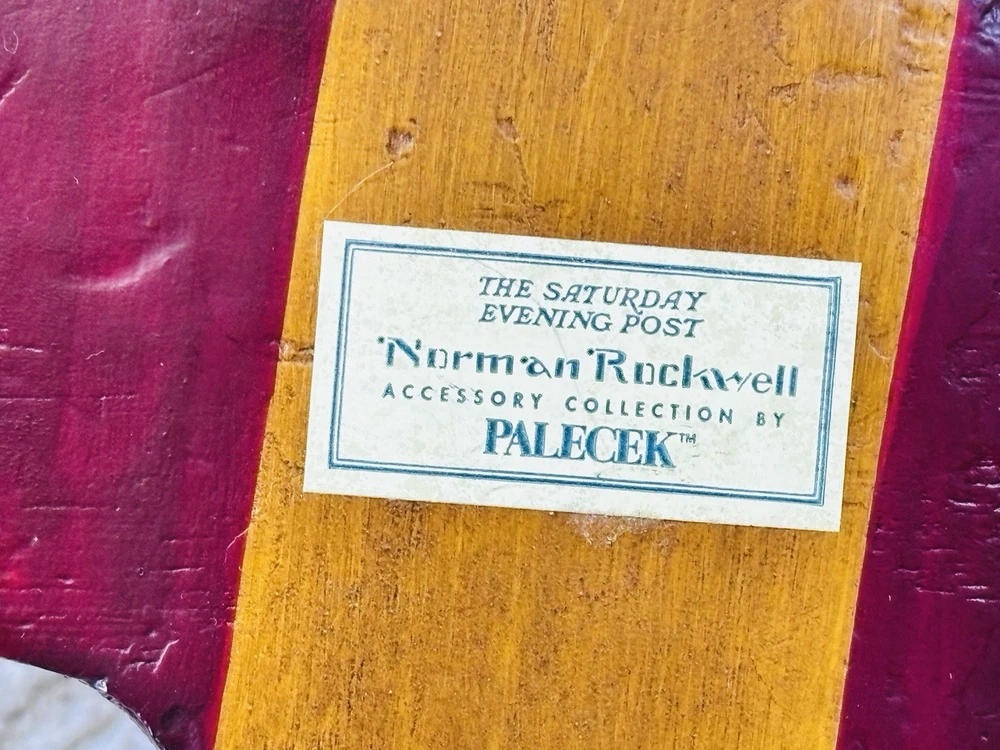 THE SATURDAY
EVENING POST
Norman Rockwell
ACCESSORY COLLECTION BY
PALECEK™